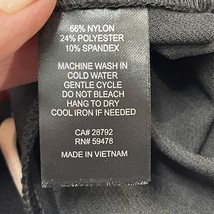 66% NYLON
24% POLYESTER
10% SPANDEX
MACHINE WASH IN
COLD WATER
GENTLE CYCLE
DO NOT BLEACH
HANG TO DRY
COOL IRON IF NEEDED
CA# 28792
RN# 59476
MADE IN VIETNAM